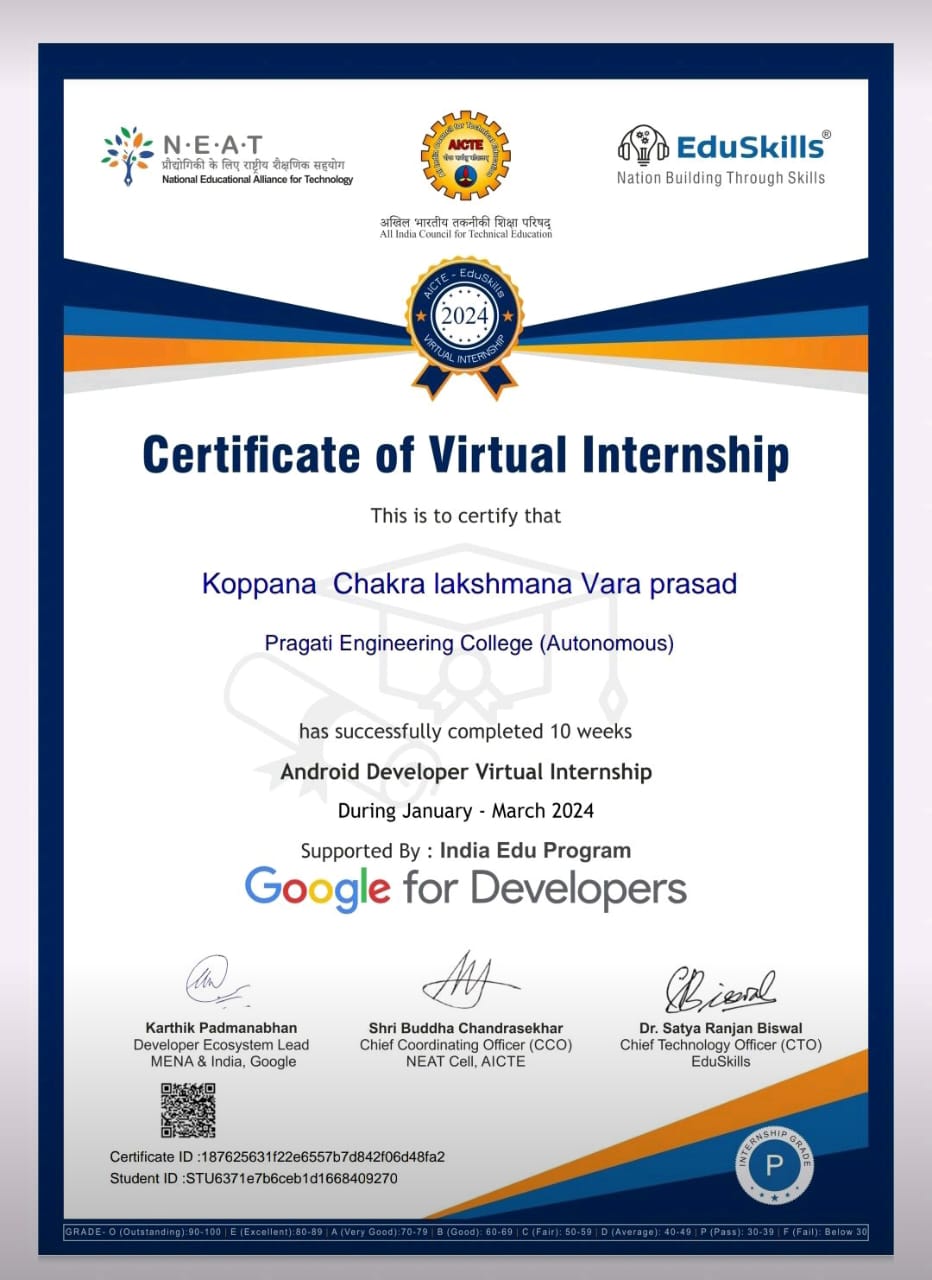 N·E·A·T
प्रौद्योगिकी के लिए राष्ट्रीय शैक्षणिक सहयोग
National Educational Alliance for Technology
All India Council for Technical Education
AICTE
EduSkills®
Nation Building Through Skills
अखिल भारतीय तकनीकी शिक्षा परिषद्
All India Council for Technical Education
AICTE - EduSkills
2024
VIRTUAL INTERNSHIP
Certificate of Virtual Internship
This is to certify that
Koppana Chakra lakshmana Vara prasad
Pragati Engineering College (Autonomous)
has successfully completed 10 weeks
Android Developer Virtual Internship
During January - March 2024
Supported By : India Edu Program
Google for Developers
Karthik Padmanabhan
Developer Ecosystem Lead
MENA & India, Google
Shri Buddha Chandrasekhar
Chief Coordinating Officer (CCO)
NEAT Cell, AICTE
Dr. Satya Ranjan Biswal
Chief Technology Officer (CTO)
EduSkills
Certificate ID :187625631f22e6557b7d842f06d48fa2
Student ID :STU6371e7b6ceb1d1668409270
INTERNSHIP GRADE
P
GRADE- O (Outstanding):90-100 | E (Excellent):80-89 | A (Very Good):70-79 | B (Good): 60-69 | C (Fair): 50-59 | D (Average): 40-49 | P (Pass): 30-39 | F (Fail): Below 30